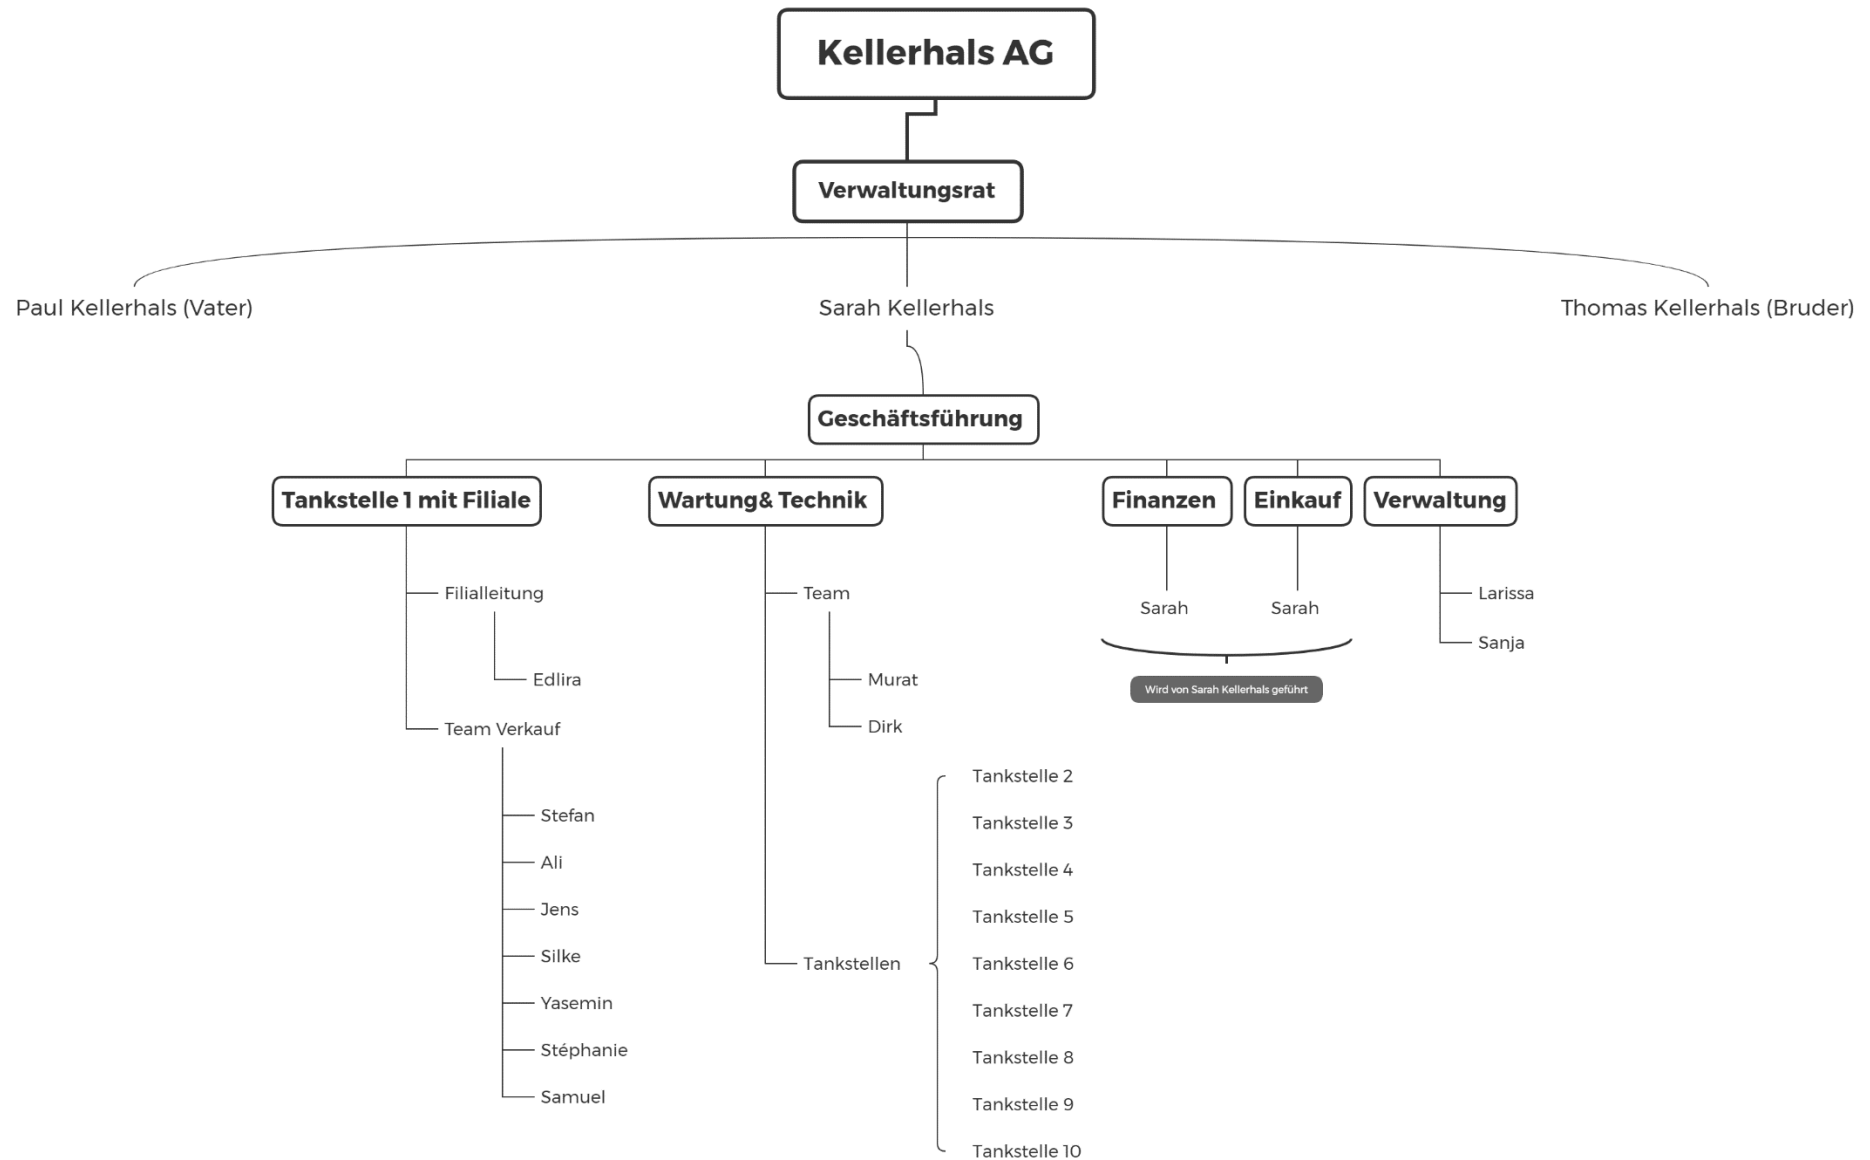 Kellerhals AG
Verwaltungsrat
Paul Kellerhals (Vater)
Sarah Kellerhals
Thomas Kellerhals (Bruder)
Geschäftsführung
Tankstelle 1 mit Filiale
Wartung& Technik
Finanzen
Einkauf
Verwaltung
Filialleitung
Edlira
Team Verkauf
Stefan
Ali
Jens
Silke
Yasemin
Stéphanie
Samuel
Team
Murat
Dirk
Tankstellen
Tankstelle 2
Tankstelle 3
Tankstelle 4
Tankstelle 5
Tankstelle 6
Tankstelle 7
Tankstelle 8
Tankstelle 9
Tankstelle 10
Sarah
Sarah
Wird von Sarah Kellerhals geführt
Larissa
Sanja